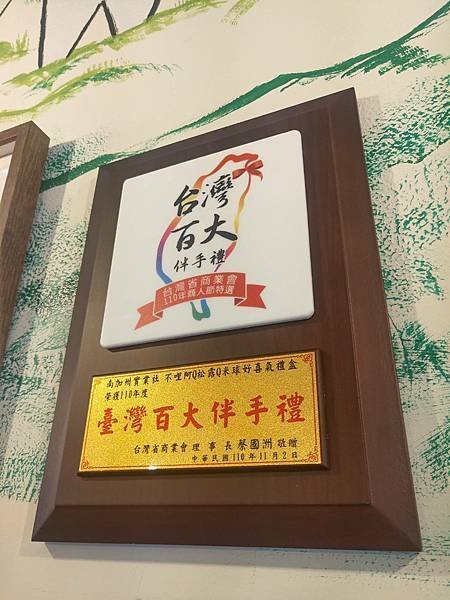 台灣
百大
伴手禮
台灣省商業會
110年商人節特選
南加州實業社 不哩阿Q松露Q米球好喜氣禮盒
榮獲110年度
臺灣百大伴手禮
台灣省商業會理事長蔡國洲 敬贈
中華民國110年11月2日